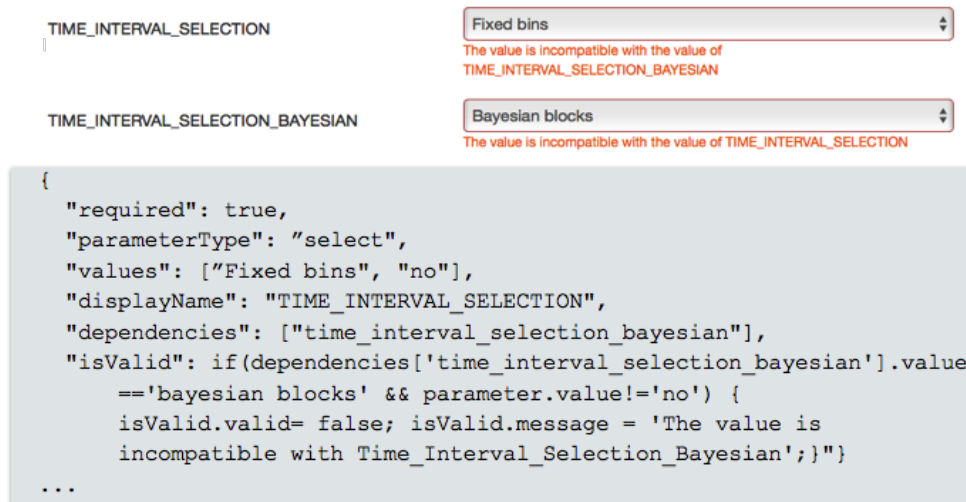 TIME_INTERVAL_SELECTION
Fixed bins
The value is incompatible with the value of
TIME_INTERVAL_SELECTION_BAYESIAN
TIME_INTERVAL_SELECTION_BAYESIAN
Bayesian blocks
The value is incompatible with the value of TIME_INTERVAL_SELECTION
{
"required": true,
"parameterType": ”select",
"values": [”Fixed bins", "no"],
"displayName": "TIME_INTERVAL_SELECTION",
"dependencies": ["time_interval_selection_bayesian"],
"isValid": if(dependencies['time_interval_selection_bayesian'].value
=='bayesian blocks' && parameter.value!='no') {
isValid.valid= false; isValid.message = 'The value is
incompatible with Time_Interval_Selection_Bayesian';}"}
...